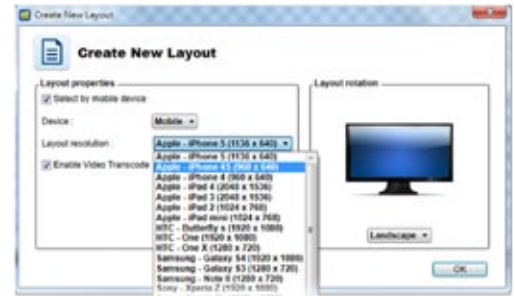 Create New Layout
Create New Layout
Layout properties
Layout rotation
Select by mobile device
Device :
Mobile
Layout resolution :
Apple - iPhone 5 (1136 x 640)
Enable Video Transcode
Apple - iPhone 5 (1136 x 640)
Apple - iPhone 4S (960 x 640)
Apple - iPhone 4 (960 x 640)
Apple - iPad 4 (2048 x 1536)
Apple - iPad 3 (2048 x 1536)
Apple - iPad 2 (1024 x 768)
Apple - iPad mini (1024 x 768)
HTC - Butterfly s (1920 x 1080)
HTC - One (1920 x 1080)
HTC - One X (1280 x 720)
Samsung - Galaxy S4 (1920 x 1080)
Samsung - Galaxy S3 (1280 x 720)
Samsung - Note II (1280 x 720)
Sony - Xperia Z (1920 x 1080)
Landscape
OK